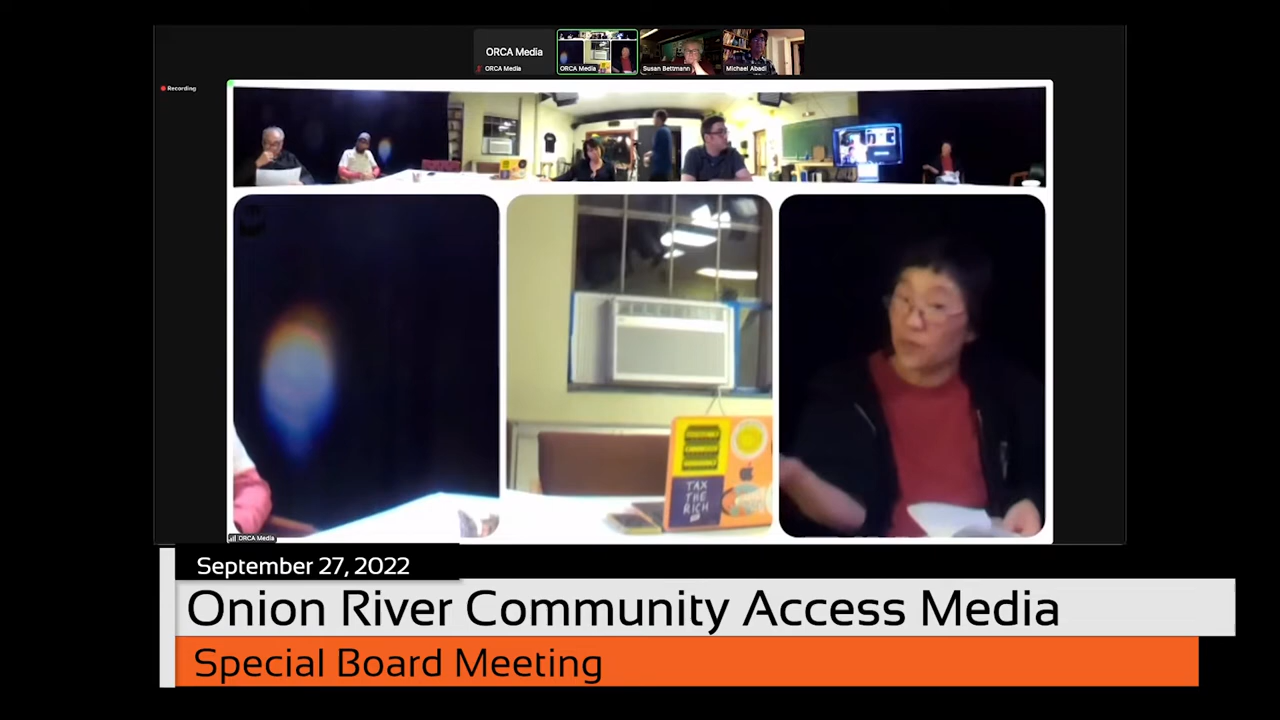 ORCA Media
ORCA Media
ORCA Media
Susan Bettmann
Michael Abadi
Recording
TAX
THE
RICH
ORCA Media
September 27, 2022
Onion River Community Access Media
Special Board Meeting